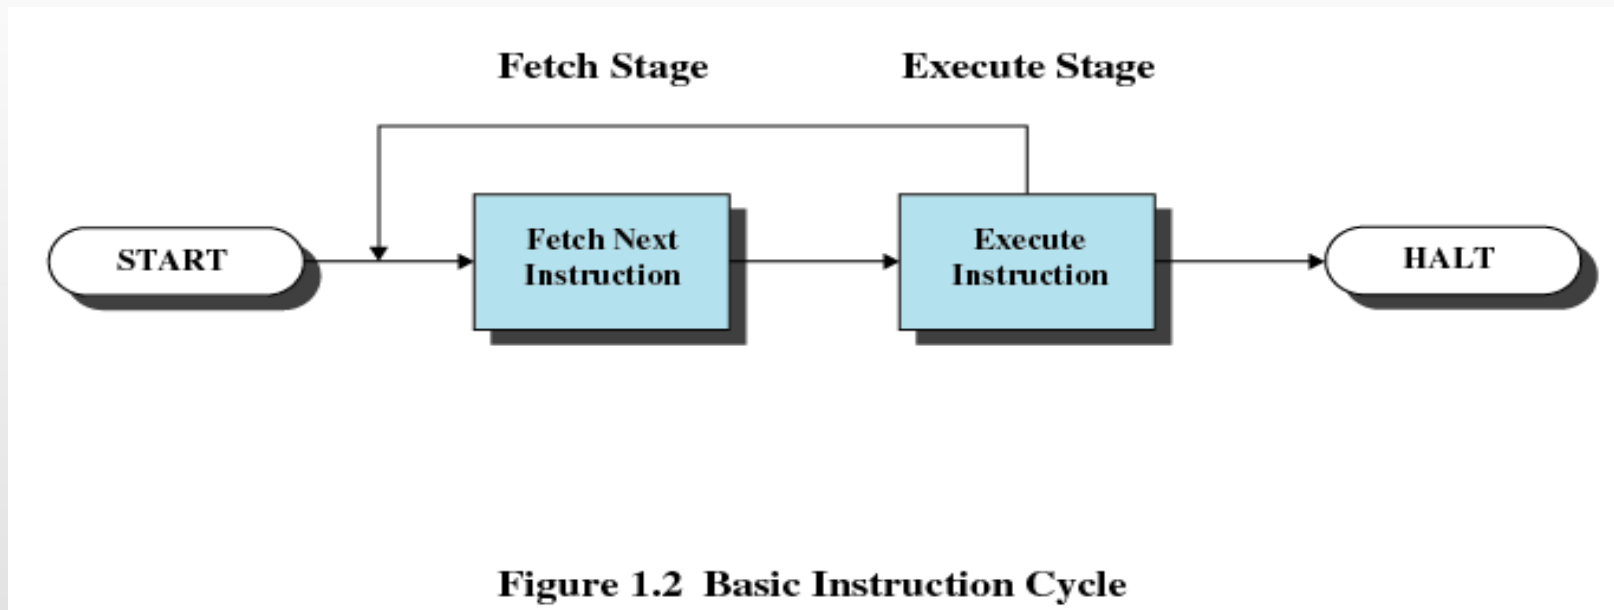 Fetch Stage
Execute Stage
START
Fetch Next
Instruction
Execute
Instruction
HALT
Figure 1.2 Basic Instruction Cycle